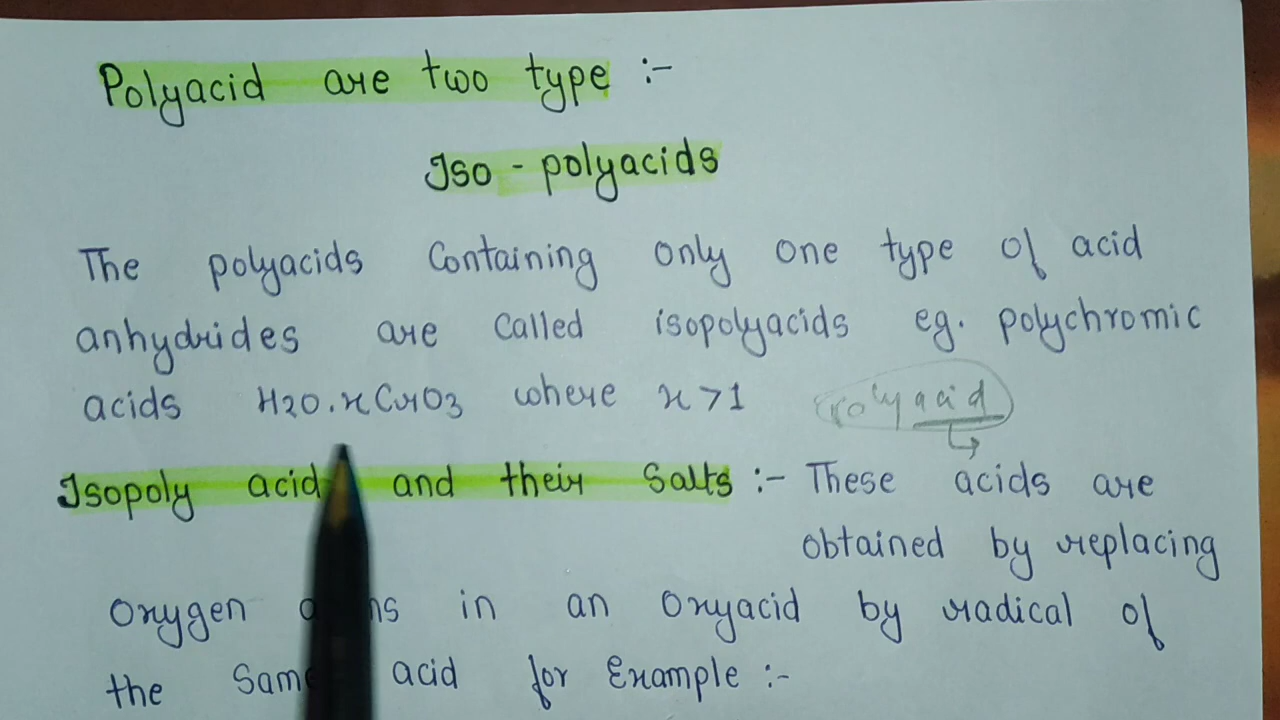 Polyacid are two type :-
Iso - polyacids
The polyacids Containing only one type of acid
anhydrides are called isopolyacids eg. polychromic
acids H2O.xCrO3 where x>1
Polyacid
Isopoly acid and their Salts :- These acids are
obtained by replacing
Oxygen in an Oxyacid by radical of
the acid for Example :-